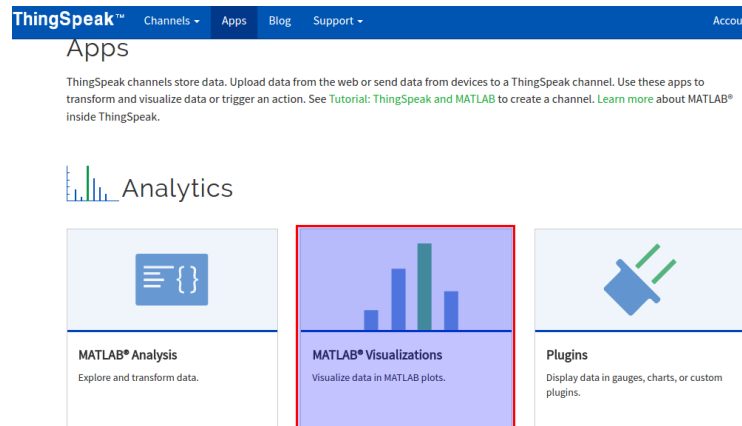 ThingSpeak™ Channels Apps Blog Support
Apps
ThingSpeak channels store data. Upload data from the web or send data from devices to a ThingSpeak channel. Use these apps to
transform and visualize data or trigger an action. See Tutorial: ThingSpeak and MATLAB to create a channel. Learn more about MATLAB®
inside ThingSpeak.
Analytics
{}
MATLAB® Analysis
Explore and transform data.
MATLAB® Visualizations
Visualize data in MATLAB plots.
Plugins
Display data in gauges, charts, or custom
plugins.